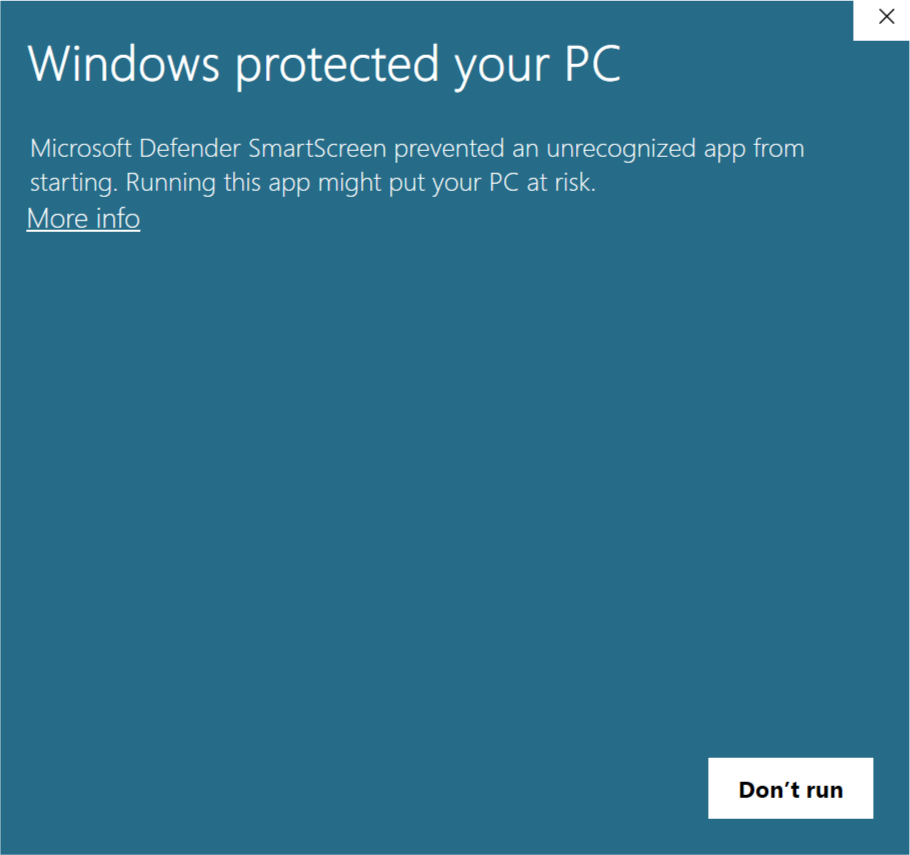 Windows protected your PC
Microsoft Defender SmartScreen prevented an unrecognized app from
starting. Running this app might put your PC at risk.
More info
Don’t run